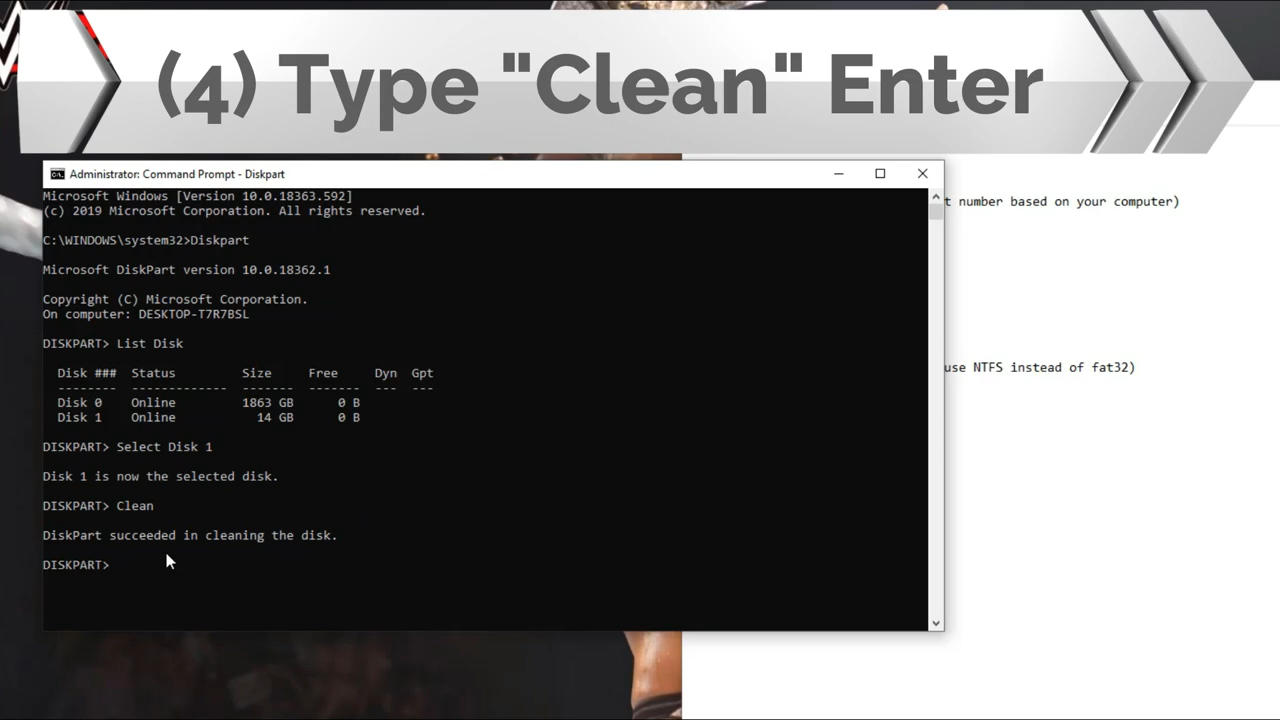 (4) Type "Clean" Enter
Administrator: Command Prompt - Diskpart
Microsoft Windows [Version 10.0.18363.592]
(c) 2019 Microsoft Corporation. All rights reserved.
t number based on your computer)
C:\WINDOWS\system32>Diskpart
Microsoft DiskPart version 10.0.18362.1
Copyright (C) Microsoft Corporation.
On computer: DESKTOP-T7R7BSL
DISKPART> List Disk
use NTFS instead of fat32)
Disk ### Status Size Free Dyn Gpt
-------- ------------- ------- ------- --- ---
Disk 0 Online 1863 GB 0 B
Disk 1 Online 14 GB 0 B
DISKPART> Select Disk 1
Disk 1 is now the selected disk.
DISKPART> Clean
DiskPart succeeded in cleaning the disk.
DISKPART>